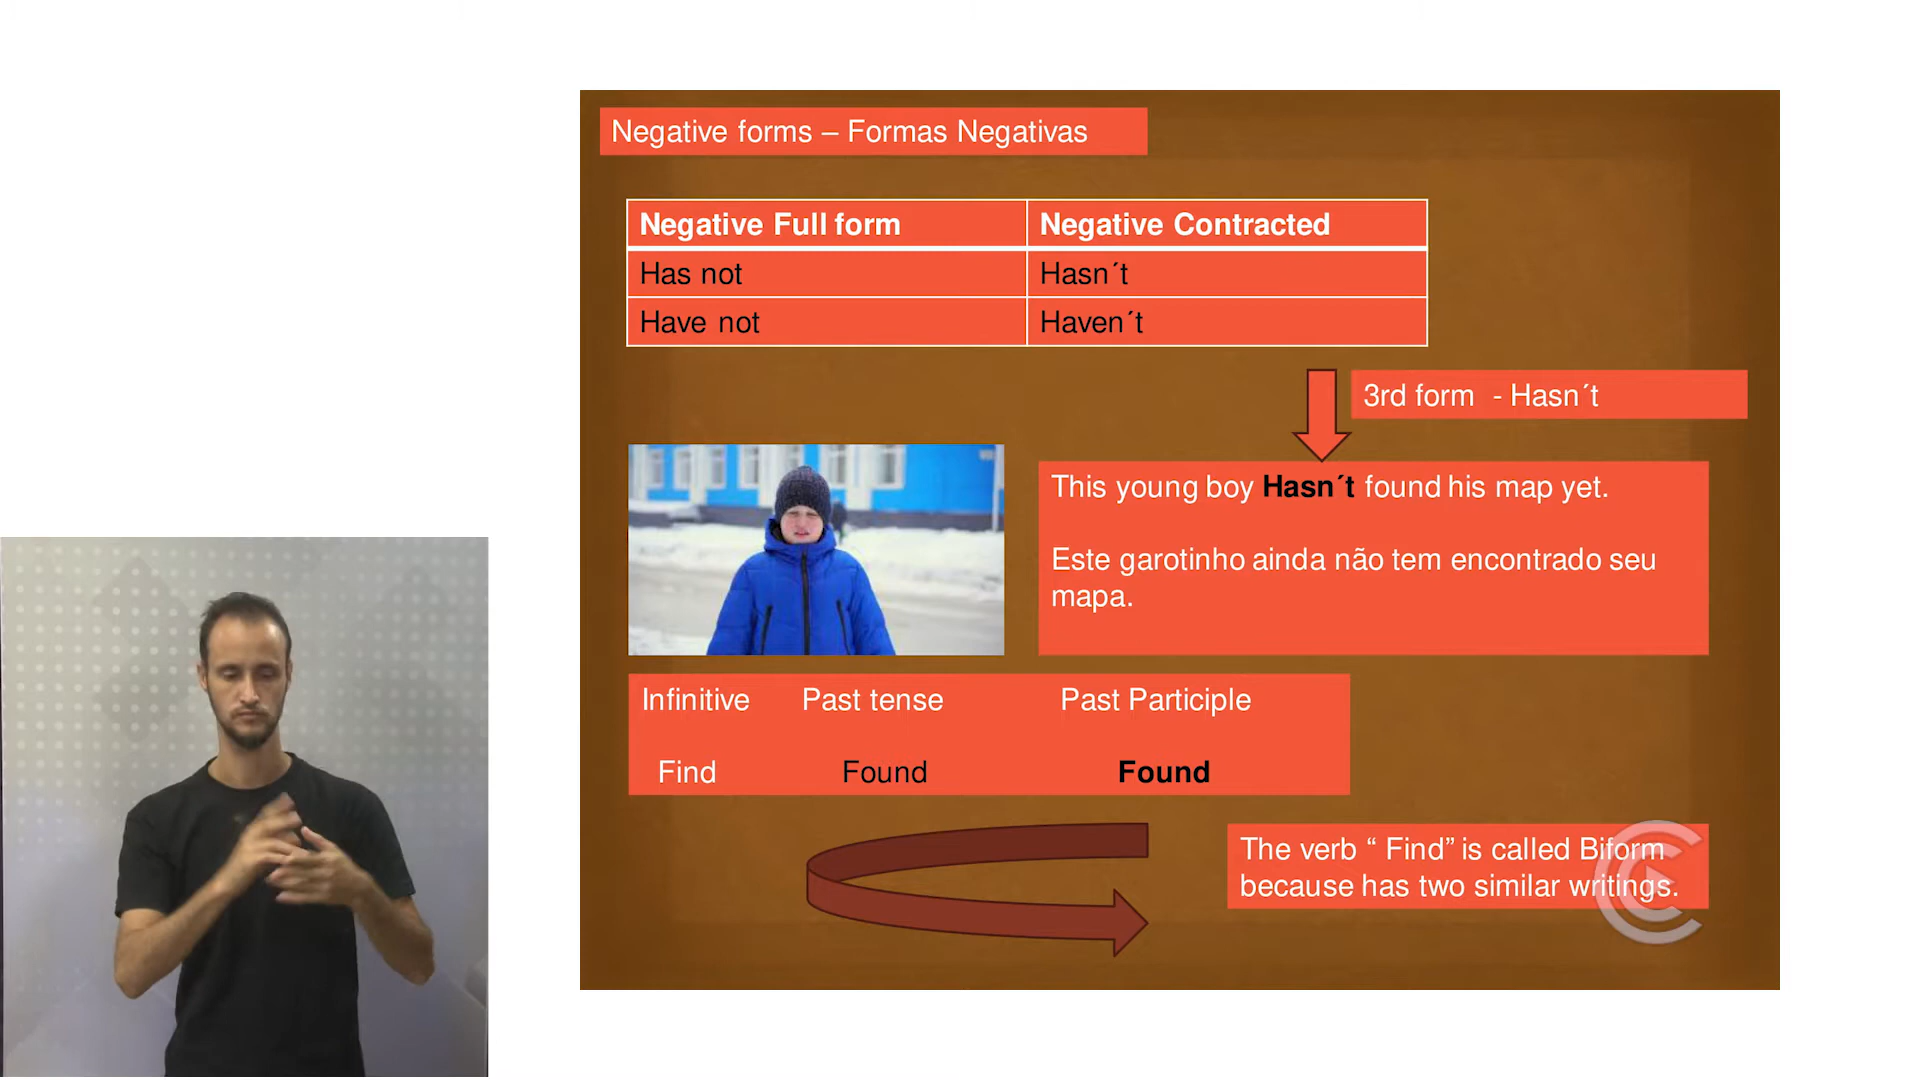 Negative forms – Formas Negativas
Negative Full form Negative Contracted
Has not Hasn´t
Have not Haven´t
3rd form - Hasn´t
This young boy Hasn´t found his map yet.
Este garotinho ainda não tem encontrado seu
mapa.
Infinitive Past tense Past Participle
Find Found Found
The verb “ Find” is called Biform
because has two similar writings.